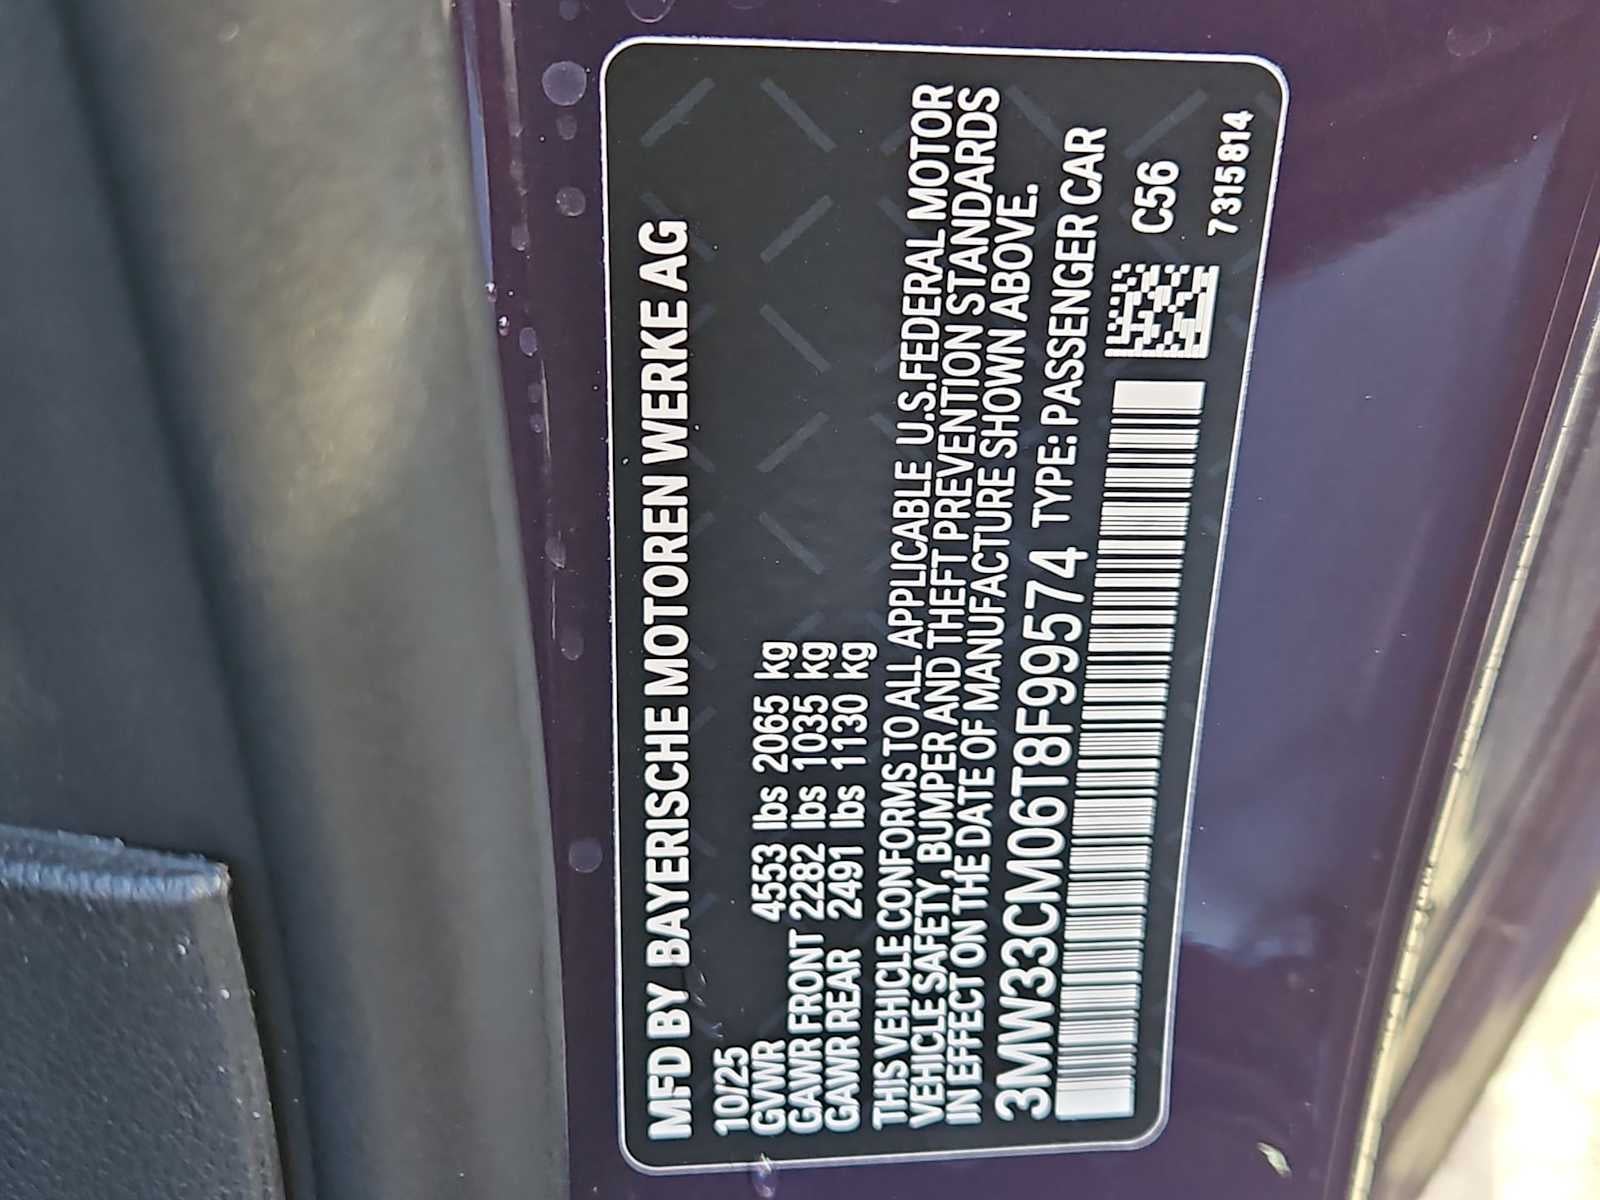 MFD BY BAYERISCHE MOTOREN WERKE AG
10/25
GVWR 4553 lbs 2065 kg
GAWR FRONT 2282 lbs 1035 kg
GAWR REAR 2491 lbs 1130 kg
THIS VEHICLE CONFORMS TO ALL APPLICABLE U.S.FEDERAL MOTOR
VEHICLE SAFETY, BUMPER AND THEFT PREVENTION STANDARDS
IN EFFECT ON THE DATE OF MANUFACTURE SHOWN ABOVE.
3MW33CM06T8F99574 TYPE: PASSENGER CAR
C56
7315814